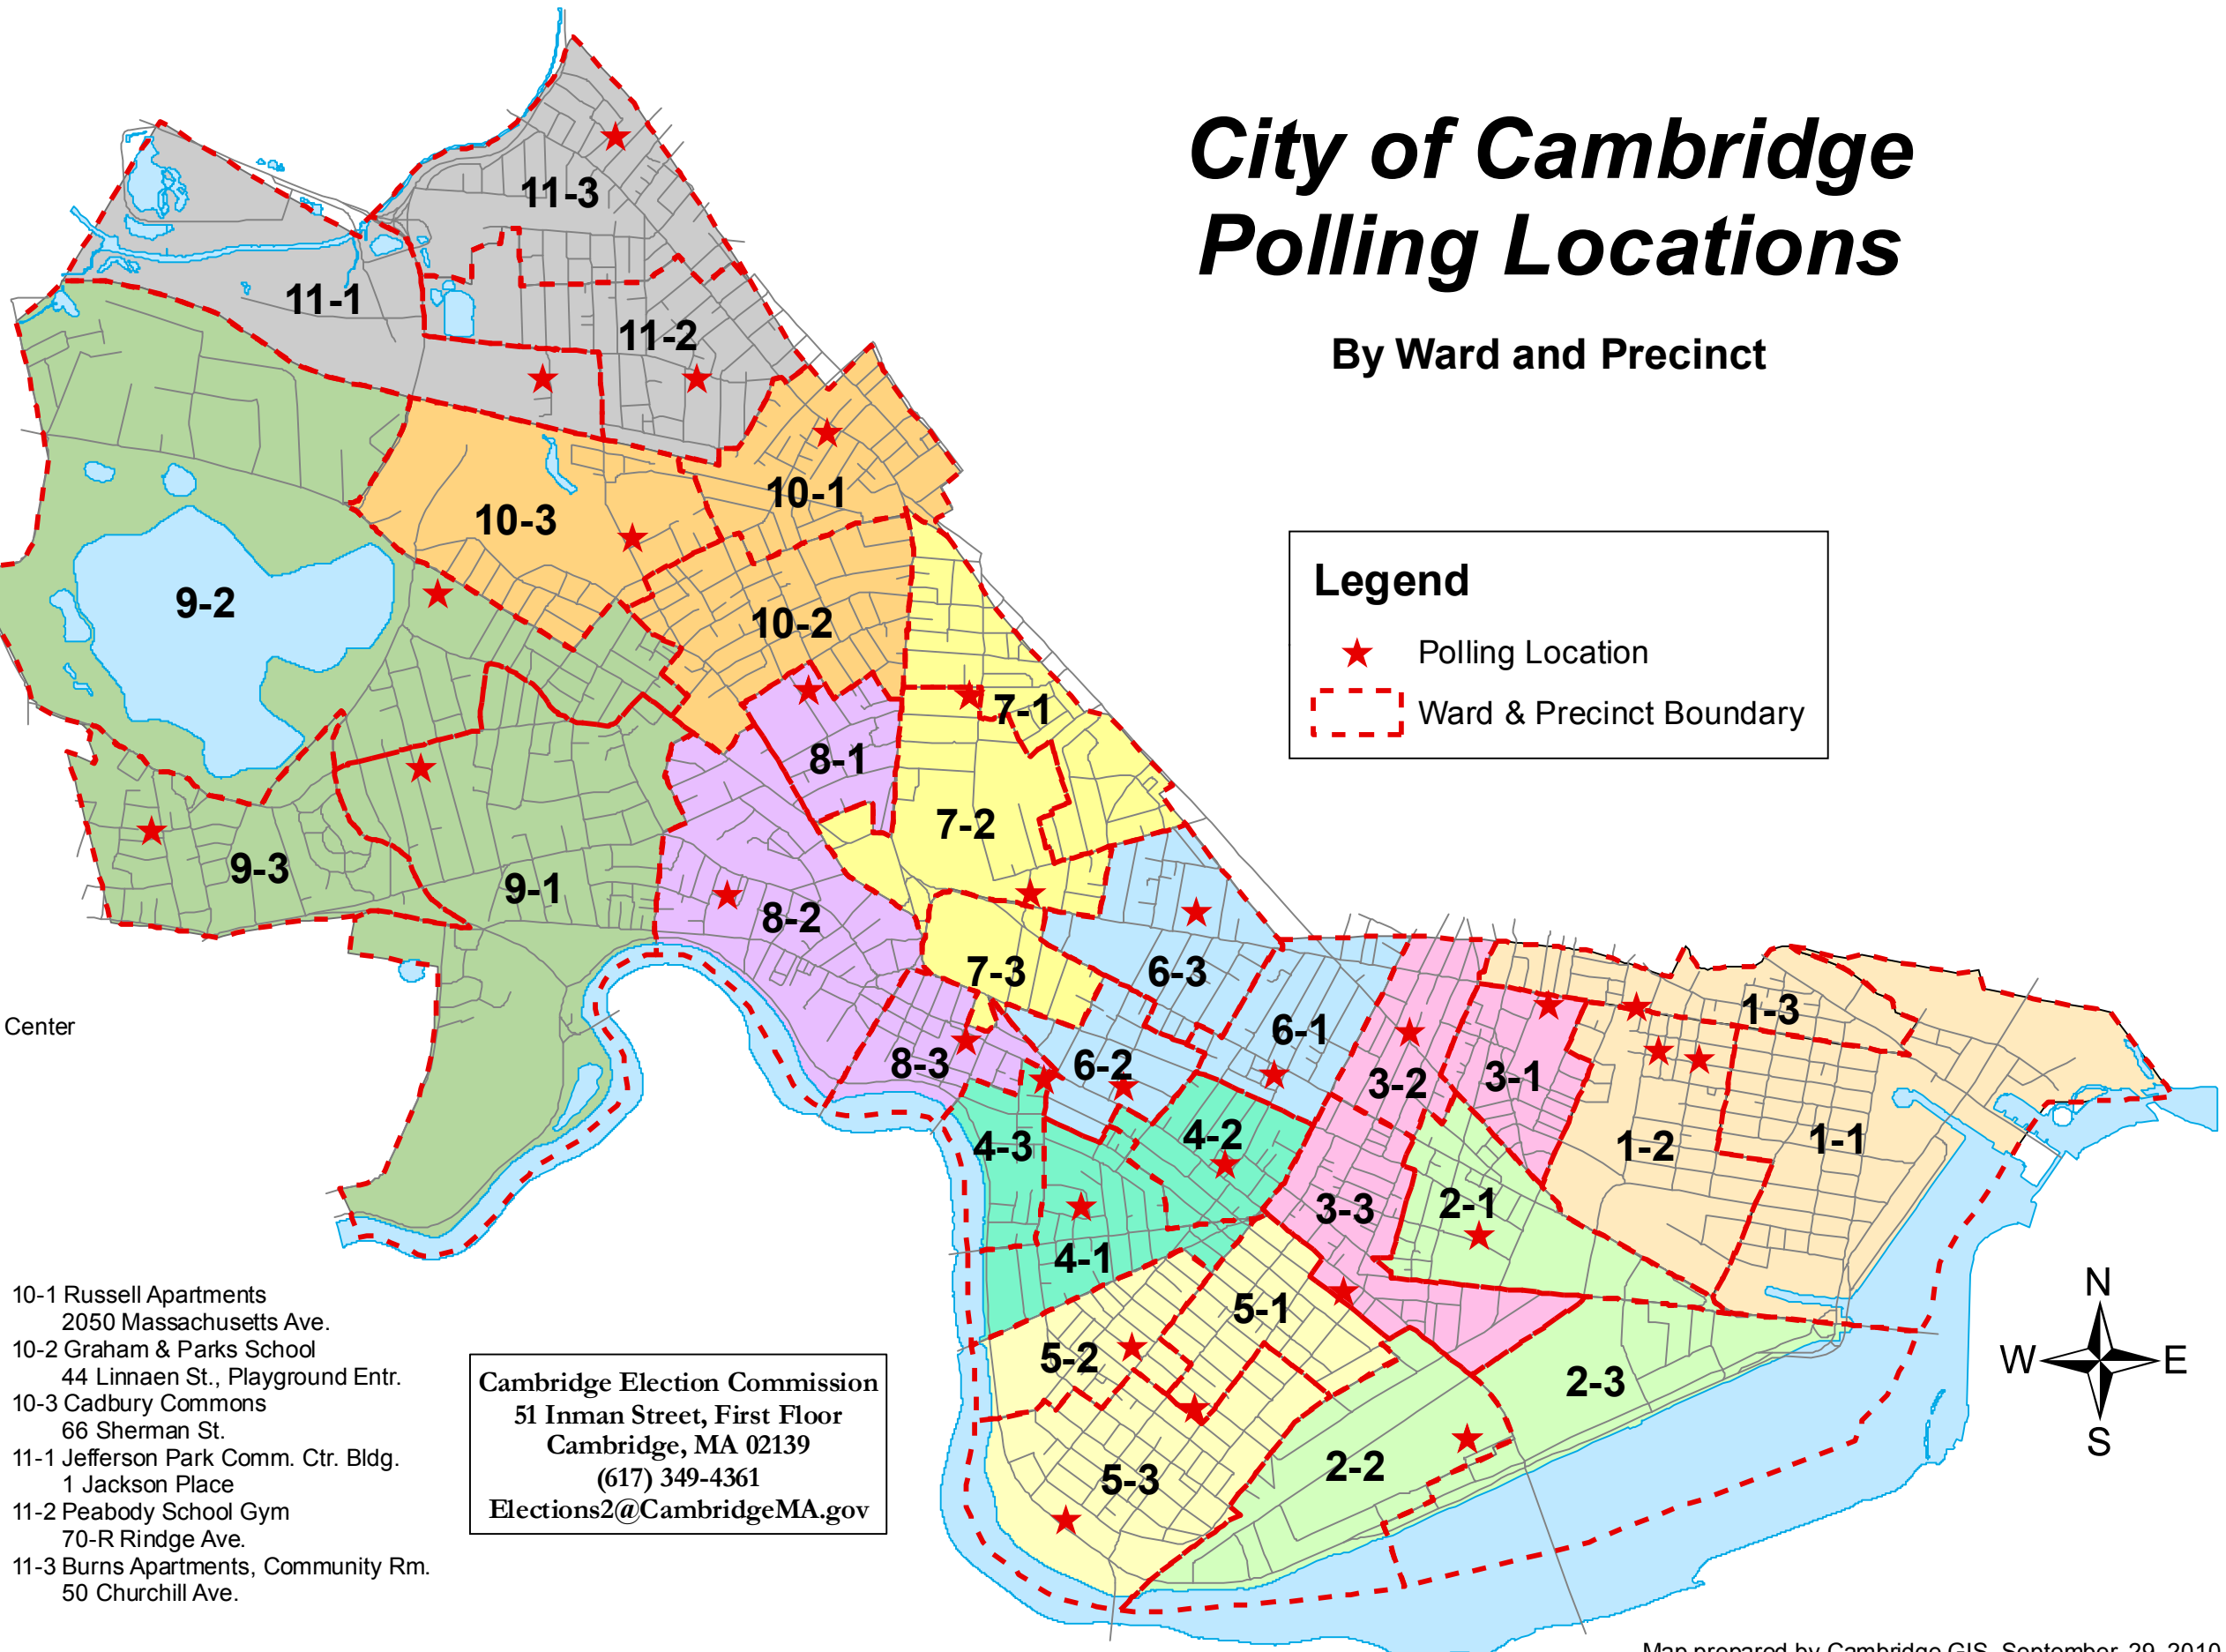 City of Cambridge
Polling Locations
By Ward and Precinct
Legend
Polling Location
Ward & Precinct Boundary
11-3
11-1
11-2
10-1
10-3
9-2
10-2
7-1
8-1
7-2
9-3
9-1
8-2
7-3
6-3
1-3
6-1
8-3
6-2
3-2
3-1
4-2
4-3
1-2
1-1
3-3
2-1
4-1
5-1
5-2
2-3
2-2
5-3
Center
10-1 Russell Apartments
2050 Massachusetts Ave.
10-2 Graham & Parks School
44 Linnaen St., Playground Entr.
10-3 Cadbury Commons
66 Sherman St.
11-1 Jefferson Park Comm. Ctr. Bldg.
1 Jackson Place
11-2 Peabody School Gym
70-R Rindge Ave.
11-3 Burns Apartments, Community Rm.
50 Churchill Ave.
Cambridge Election Commission
51 Inman Street, First Floor
Cambridge, MA 02139
(617) 349-4361
Elections2@CambridgeMA.gov
N
W E
S
Map prepared by Cambridge GIS, September, 29, 2010